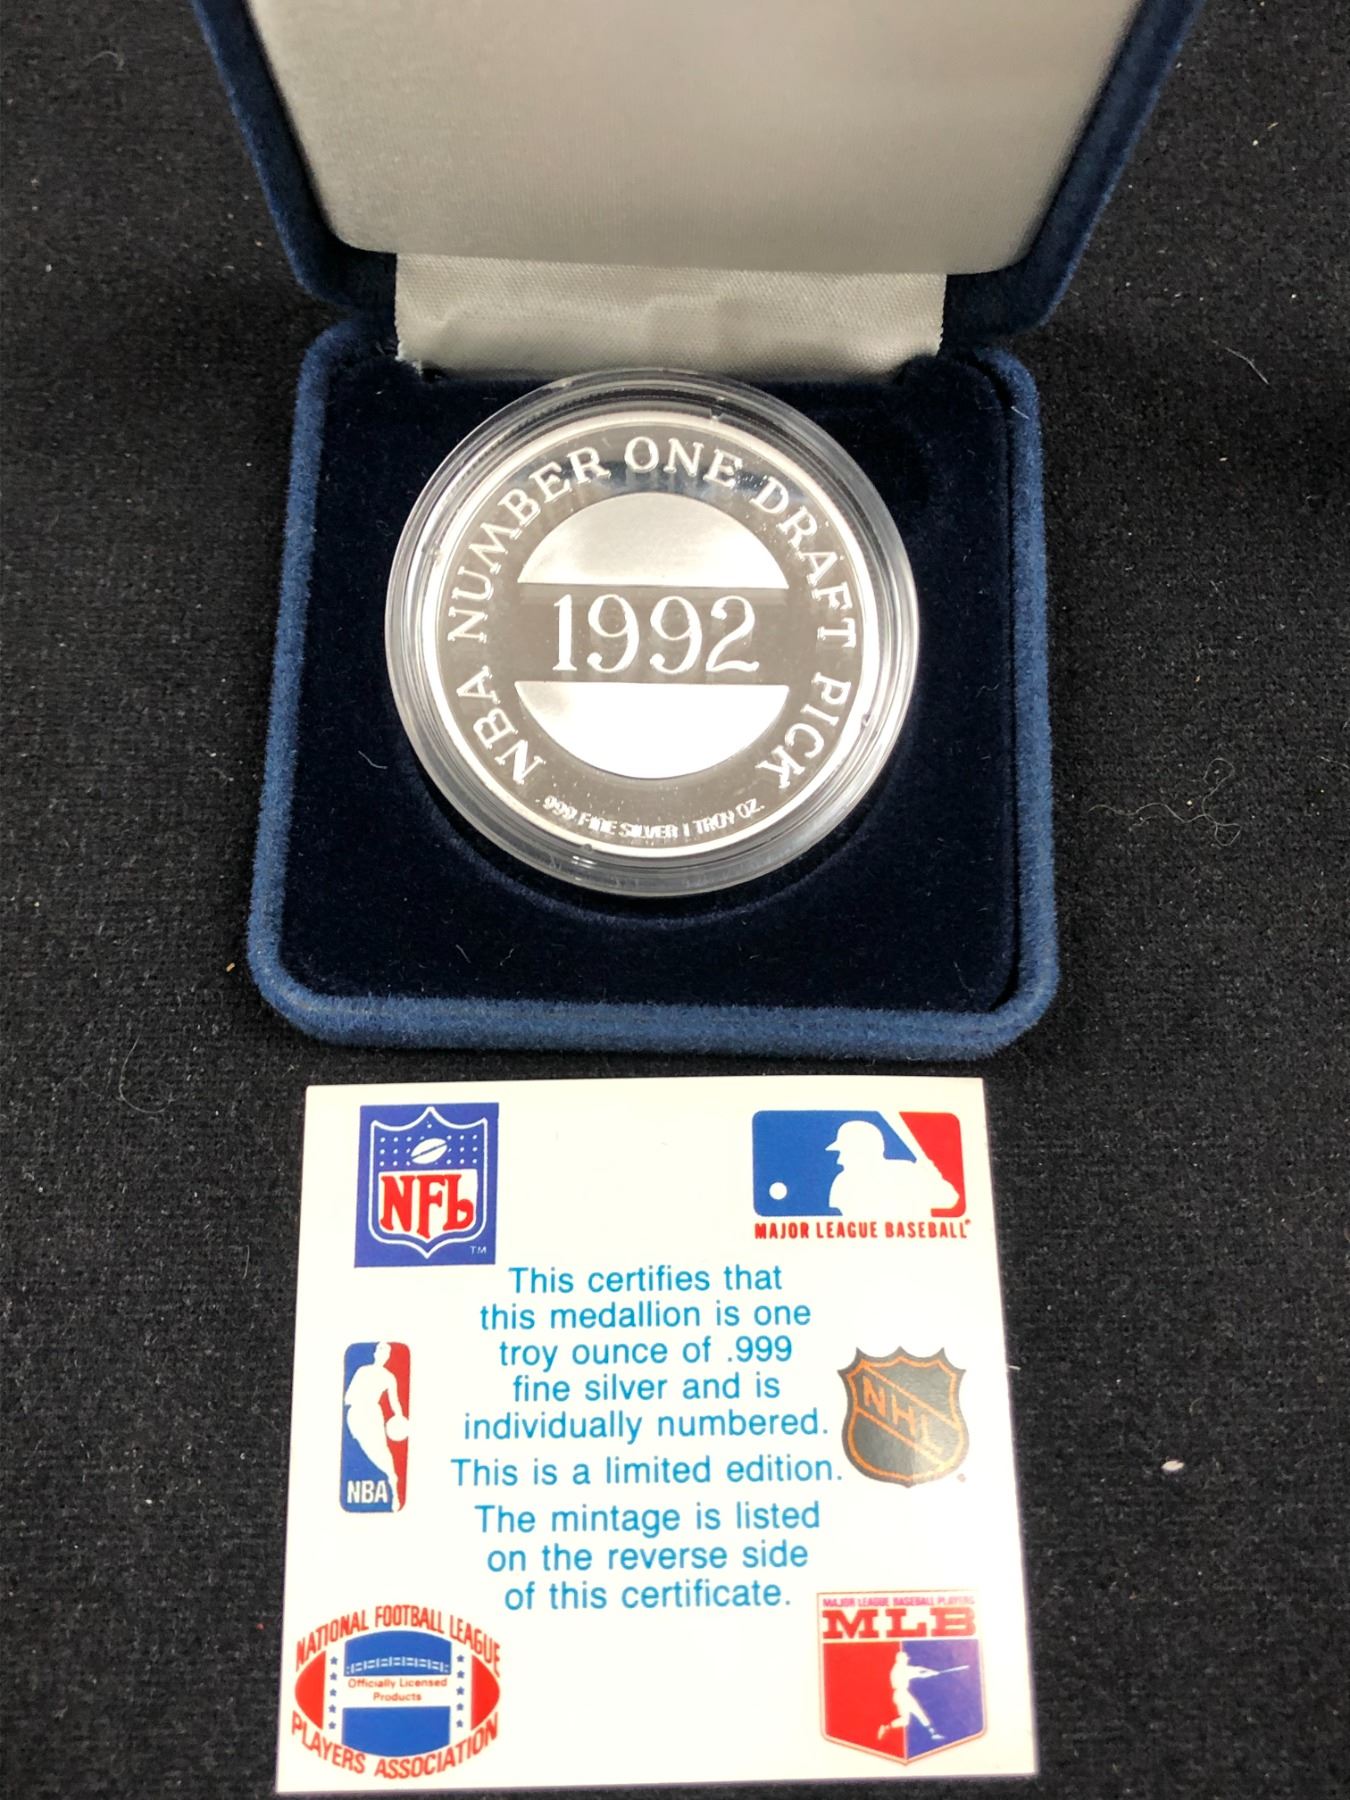 NBA NUMBER ONE DRAFT PICK
1992
.999 FINE SILVER 1 TROY OZ.
NFL
TM
MAJOR LEAGUE BASEBALL
This certifies that
this medallion is one
troy ounce of .999
fine silver and is
individually numbered.
This is a limited edition.
The mintage is listed
on the reverse side
of this certificate.
NBA
NHL
NATIONAL FOOTBALL LEAGUE
Officially Licensed
Products
PLAYERS ASSOCIATION
MAJOR LEAGUE BASEBALL PLAYERS
MLB